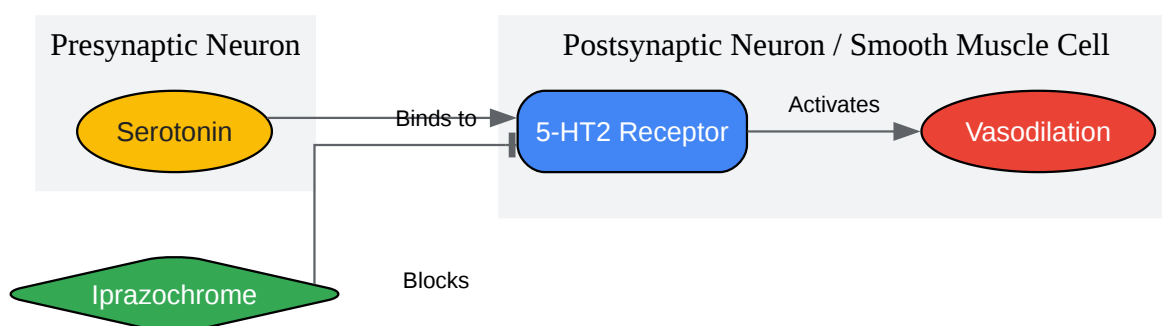 Presynaptic Neuron
Postsynaptic Neuron / Smooth Muscle Cell
Serotonin
Binds to
5-HT2 Receptor
Activates
Vasodilation
Iprazochrome
Blocks